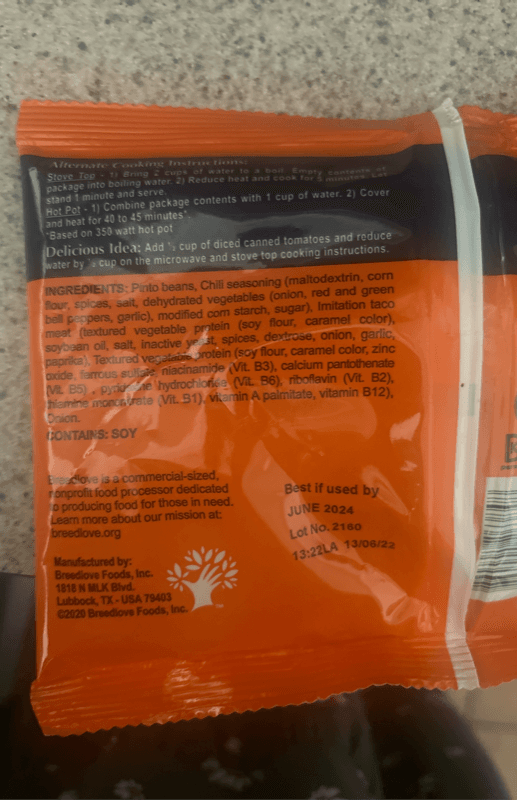 Alternate Cooking Instructions:
Stove Top - 1) Bring 2 cups of water to a boil. Empty contents of
package into boiling water. 2) Reduce heat and cook for 5 minutes. Let
stand 1 minute and serve.
Hot Pot - 1) Combine package contents with 1 cup of water. 2) Cover
and heat for 40 to 45 minutes*
*Based on 350 watt hot pot
Delicious Idea: Add ½ cup of diced canned tomatoes and reduce
water by cup on the microwave and stove top cooking instructions.
INGREDIENTS: Pinto beans, Chili seasoning (maltodextrin, corn
flour, spices, salt, dehydrated vegetables (onion, red and green
bell peppers, garlic), modified corn starch, sugar), Imitation taco
meat (textured vegetable protein (soy flour, caramel color),
soybean oil, salt, inactive yeast, spices, dextrose, onion, garlic,
paprika), Textured vegetable protein (soy flour, caramel color, zinc
oxide, ferrous sulfate, niacinamide (Vit. B3), calcium pantothenate
(Vit. B5) , pyridoxine hydrochloride (Vit. B6), riboflavin (Vit. B2),
thiamine mononitrate (Vit. B1), vitamin A palmitate, vitamin B12),
Onion.
CONTAINS: SOY
Breedlove is a commercial-sized,
nonprofit food processor dedicated
to producing food for those in need.
Learn more about our mission at:
breedlove.org
Best if used by
JUNE 2024
Lot No. 2160
13:22LA 13/06/22
Manufactured by:
Breedlove Foods, Inc.
1818 N MLK Blvd.
Lubbock, TX - USA 79403
©2020 Breedlove Foods, Inc.